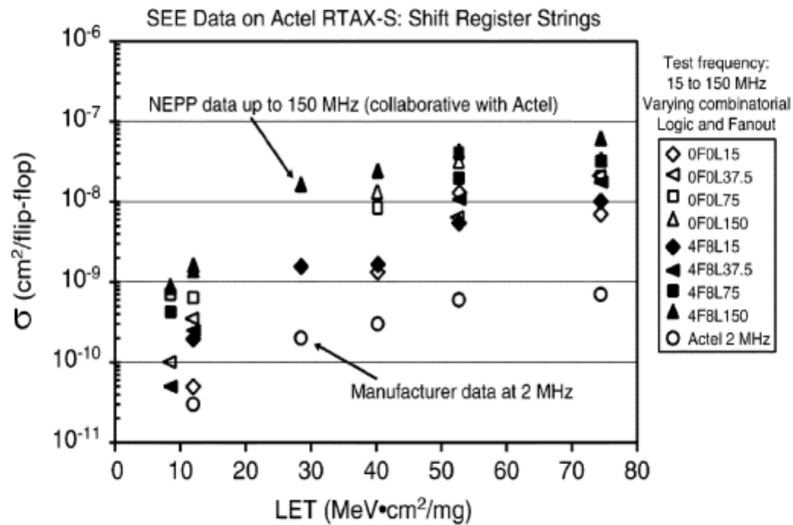 SEE Data on Actel RTAX-S: Shift Register Strings
10⁻⁶
10⁻⁷
10⁻⁸
10⁻⁹
10⁻¹⁰
10⁻¹¹
σ (cm²/flip-flop)
NEPP data up to 150 MHz (collaborative with Actel)
Manufacturer data at 2 MHz
0 10 20 30 40 50 60 70 80
LET (MeV•cm²/mg)
Test frequency:
15 to 150 MHz
Varying combinatorial
Logic and Fanout
0F0L15
0F0L37.5
0F0L75
0F0L150
4F8L15
4F8L37.5
4F8L75
4F8L150
Actel 2 MHz